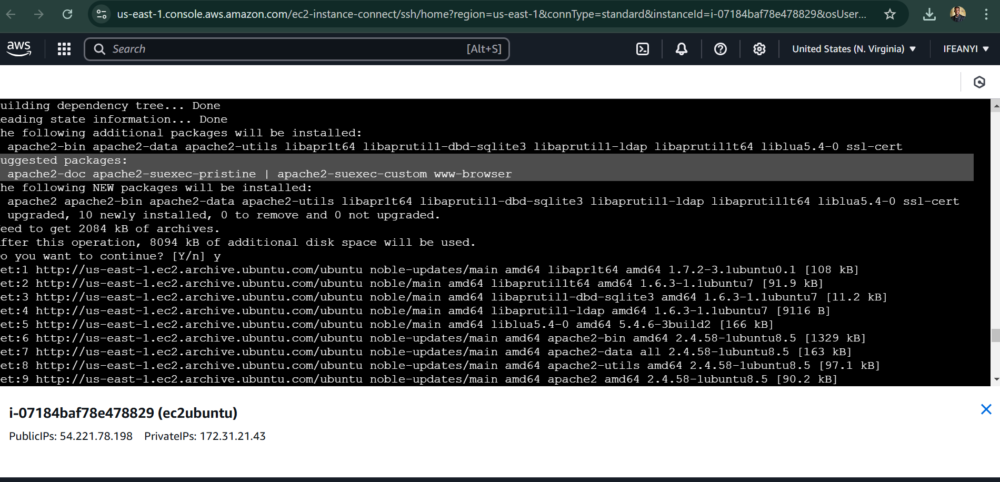 us-east-1.console.aws.amazon.com/ec2-instance-connect/ssh/home?region=us-east-1&connType=standard&instanceId=i-07184baf78e478829&osUser...
aws
Search [Alt+S]
United States (N. Virginia)
IFEANYI
uilding dependency tree... Done
eading state information... Done
he following additional packages will be installed:
apache2-bin apache2-data apache2-utils libapr1t64 libaprutil1-dbd-sqlite3 libaprutil1-ldap libaprutil1t64 liblua5.4-0 ssl-cert
uggested packages:
apache2-doc apache2-suexec-pristine | apache2-suexec-custom www-browser
he following NEW packages will be installed:
apache2 apache2-bin apache2-data apache2-utils libapr1t64 libaprutil1-dbd-sqlite3 libaprutil1-ldap libaprutil1t64 liblua5.4-0 ssl-cert
upgraded, 10 newly installed, 0 to remove and 0 not upgraded.
eed to get 2084 kB of archives.
fter this operation, 8094 kB of additional disk space will be used.
o you want to continue? [Y/n] y
et:1 http://us-east-1.ec2.archive.ubuntu.com/ubuntu noble-updates/main amd64 libapr1t64 amd64 1.7.2-3.1ubuntu0.1 [108 kB]
et:2 http://us-east-1.ec2.archive.ubuntu.com/ubuntu noble/main amd64 libaprutil1t64 amd64 1.6.3-1.1ubuntu7 [91.9 kB]
et:3 http://us-east-1.ec2.archive.ubuntu.com/ubuntu noble/main amd64 libaprutil1-dbd-sqlite3 amd64 1.6.3-1.1ubuntu7 [11.2 kB]
et:4 http://us-east-1.ec2.archive.ubuntu.com/ubuntu noble/main amd64 libaprutil1-ldap amd64 1.6.3-1.1ubuntu7 [9116 B]
et:5 http://us-east-1.ec2.archive.ubuntu.com/ubuntu noble/main amd64 liblua5.4-0 amd64 5.4.6-3build2 [166 kB]
et:6 http://us-east-1.ec2.archive.ubuntu.com/ubuntu noble-updates/main amd64 apache2-bin amd64 2.4.58-1ubuntu8.5 [1329 kB]
et:7 http://us-east-1.ec2.archive.ubuntu.com/ubuntu noble-updates/main amd64 apache2-data all 2.4.58-1ubuntu8.5 [163 kB]
et:8 http://us-east-1.ec2.archive.ubuntu.com/ubuntu noble-updates/main amd64 apache2-utils amd64 2.4.58-1ubuntu8.5 [97.1 kB]
et:9 http://us-east-1.ec2.archive.ubuntu.com/ubuntu noble-updates/main amd64 apache2 amd64 2.4.58-1ubuntu8.5 [90.2 kB]
i-07184baf78e478829 (ec2ubuntu)
PublicIPs: 54.221.78.198 PrivateIPs: 172.31.21.43